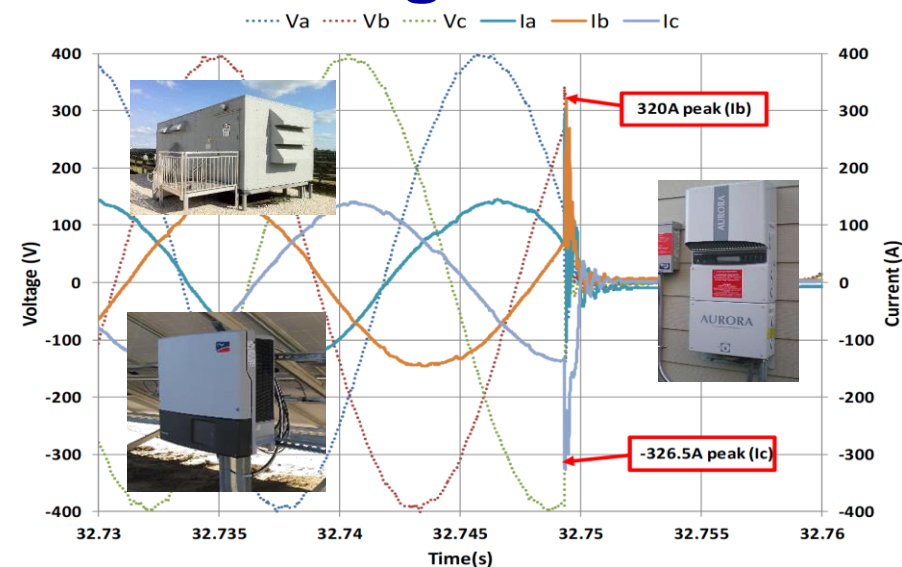 Va Vb Vc Ia Ib Ic
400
300
200
100
0
-100
-200
-300
-400
Voltage (V)
400
300
200
100
0
-100
-200
-300
-400
Current (A)
320A peak (Ib)
-326.5A peak (Ic)
AURORA
AURORA
32.73 32.735 32.74 32.745 32.75 32.755 32.76
Time(s)